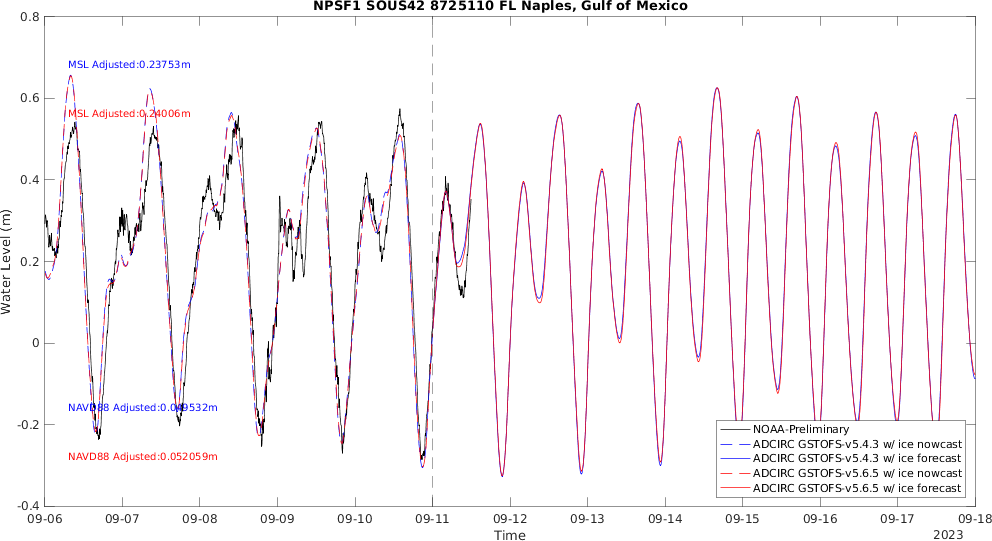 NPSF1 SOUS42 8725110 FL Naples, Gulf of Mexico
0.8
0.6
0.4
0.2
0
-0.2
-0.4
Water Level (m)
MSL Adjusted:0.23753m
MSL Adjusted:0.24006m
NAVD88 Adjusted:0.049532m
NAVD88 Adjusted:0.052059m
NOAA-Preliminary
ADCIRC GSTOFS-v5.4.3 w/ ice nowcast
ADCIRC GSTOFS-v5.4.3 w/ ice forecast
ADCIRC GSTOFS-v5.6.5 w/ ice nowcast
ADCIRC GSTOFS-v5.6.5 w/ ice forecast
09-06 09-07 09-08 09-09 09-10 09-11 09-12 09-13 09-14 09-15 09-16 09-17 09-18
Time
2023